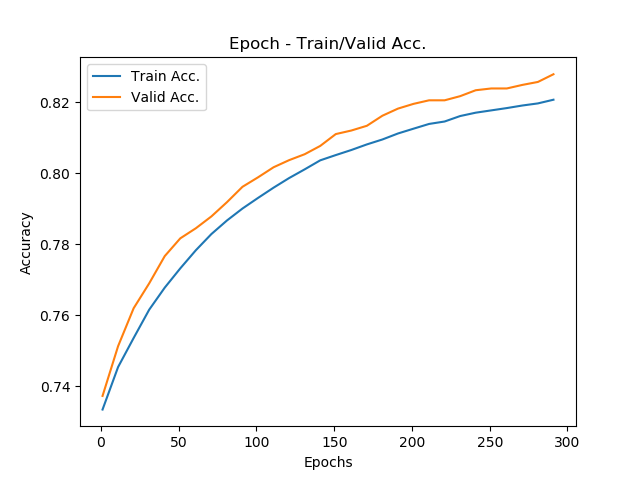 Epoch - Train/Valid Acc.
Train Acc.
Valid Acc.
0.82
0.80
0.78
0.76
0.74
Accuracy
0 50 100 150 200 250 300
Epochs